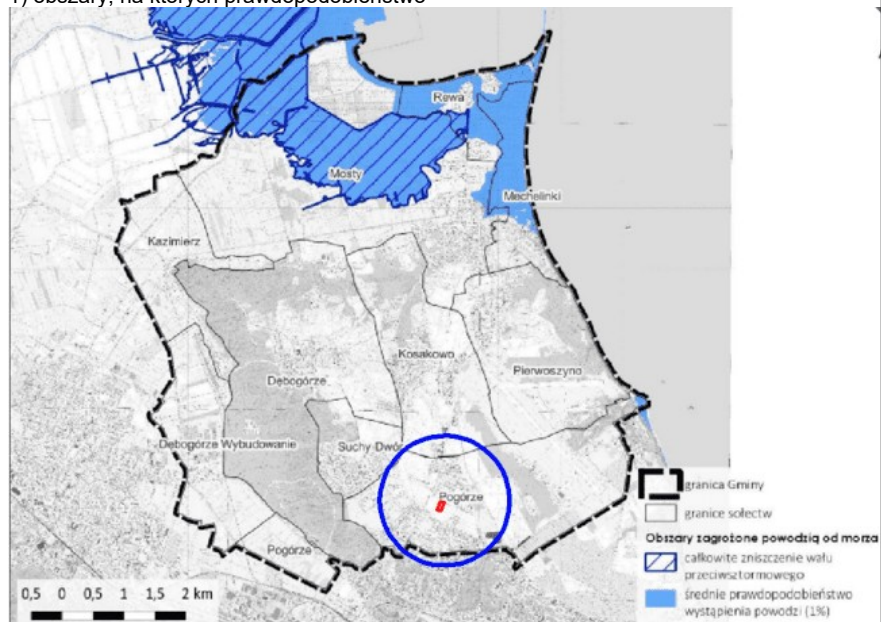 1) obszary, na których prawdopodobieństwo
Rewa
Mosty
Mechelinki
Kazimierz
Kosakowo
Pierwoszyno
Dębogórze
Dębogórze Wybudowanie
Suchy Dwór
Pogórze
Pogórze
granica Gminy
granice sołectw
Obszary zagrożone powodzią od morza
całkowite zniszczenie wału
przeciwsztormowego
średnie prawdopodobieństwo
wystąpienia powodzi (1%)
0,5 0 0,5 1 1,5 2 km